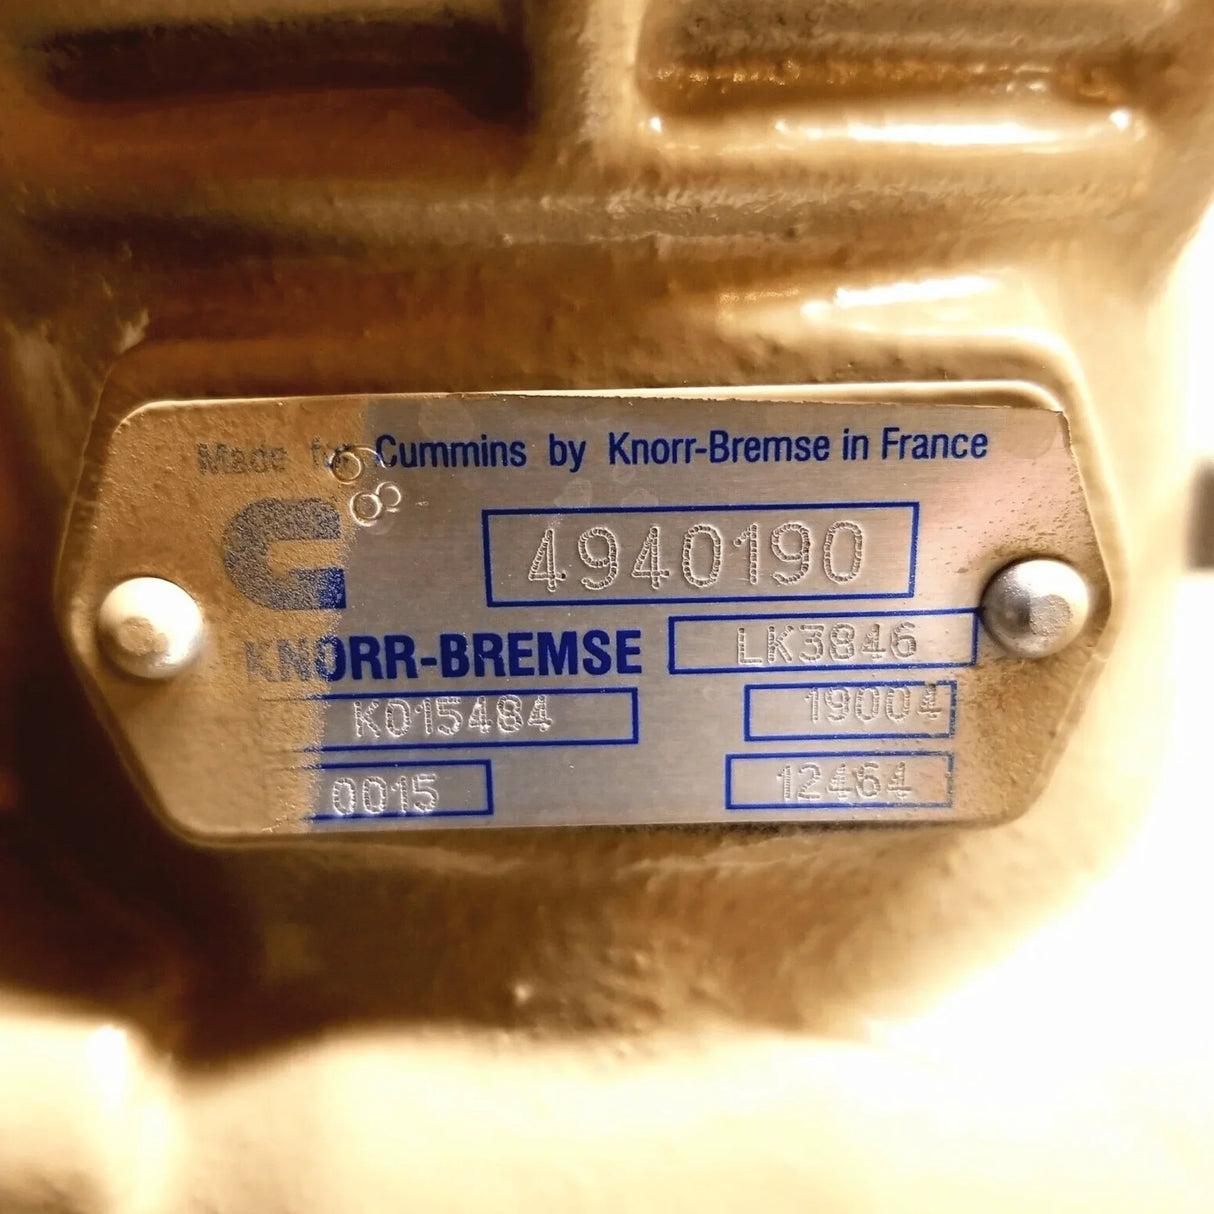 Made for Cummins by Knorr-Bremse in France
4940190
KNORR-BREMSE LK3846
K015484 19004
0015 12464